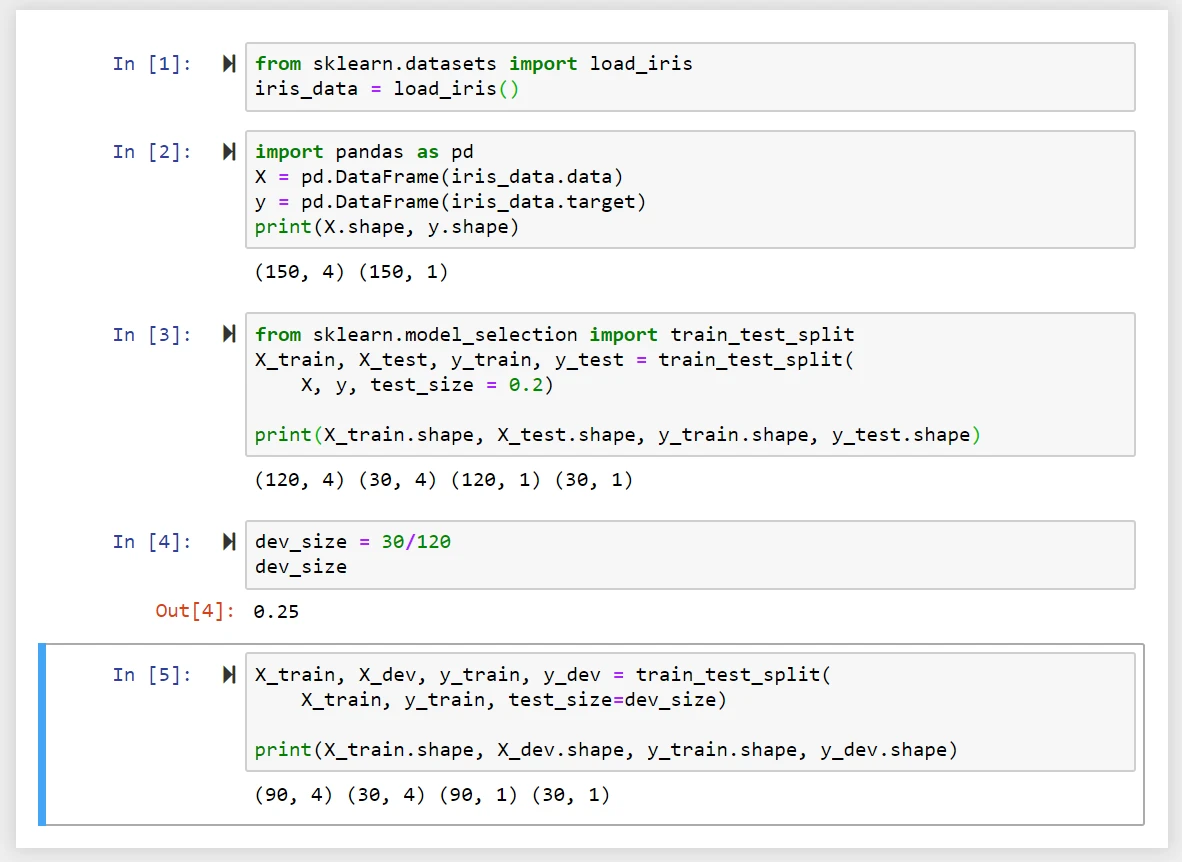 In [1]:
from sklearn.datasets import load_iris
iris_data = load_iris()
In [2]:
import pandas as pd
X = pd.DataFrame(iris_data.data)
y = pd.DataFrame(iris_data.target)
print(X.shape, y.shape)
(150, 4) (150, 1)
In [3]:
from sklearn.model_selection import train_test_split
X_train, X_test, y_train, y_test = train_test_split(
    X, y, test_size = 0.2)
print(X_train.shape, X_test.shape, y_train.shape, y_test.shape)
(120, 4) (30, 4) (120, 1) (30, 1)
In [4]:
dev_size = 30/120
dev_size
Out[4]: 0.25
In [5]:
X_train, X_dev, y_train, y_dev = train_test_split(
    X_train, y_train, test_size=dev_size)
print(X_train.shape, X_dev.shape, y_train.shape, y_dev.shape)
(90, 4) (30, 4) (90, 1) (30, 1)